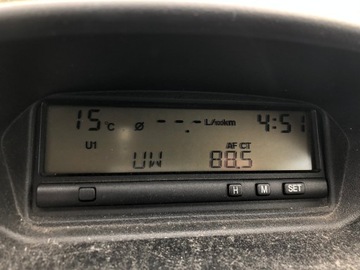 15°C Ø --.- L/100km 4:51
U1 AF CT
UW 88.5
H M SET